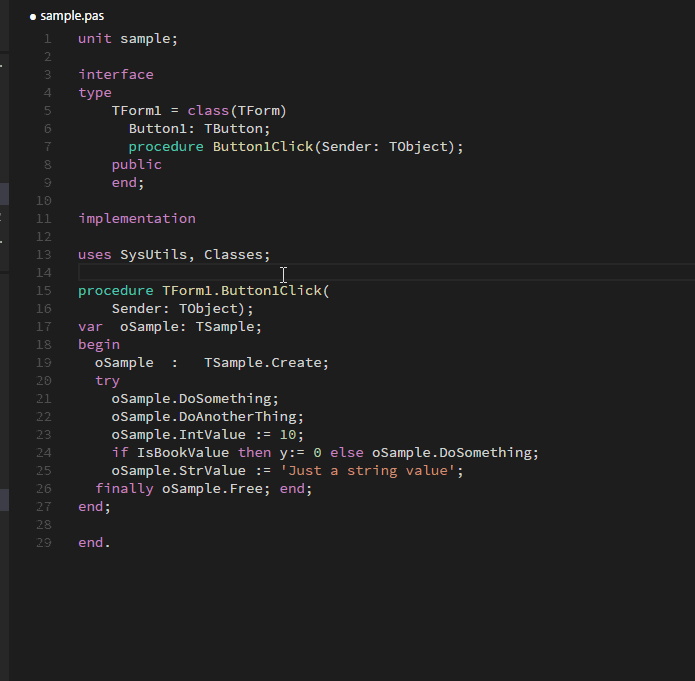 ● sample.pas
1 unit sample;
2
3 interface
4 type
5     TForm1 = class(TForm)
6       Button1: TButton;
7       procedure Button1Click(Sender: TObject);
8     public
9     end;
10
11 implementation
12
13 uses SysUtils, Classes;
14
15 procedure TForm1.Button1Click(
16     Sender: TObject);
17 var  oSample: TSample;
18 begin
19   oSample  :   TSample.Create;
20   try
21     oSample.DoSomething;
22     oSample.DoAnotherThing;
23     oSample.IntValue := 10;
24     if IsBookValue then y:= 0 else oSample.DoSomething;
25     oSample.StrValue := 'Just a string value';
26   finally oSample.Free; end;
27 end;
28
29 end.